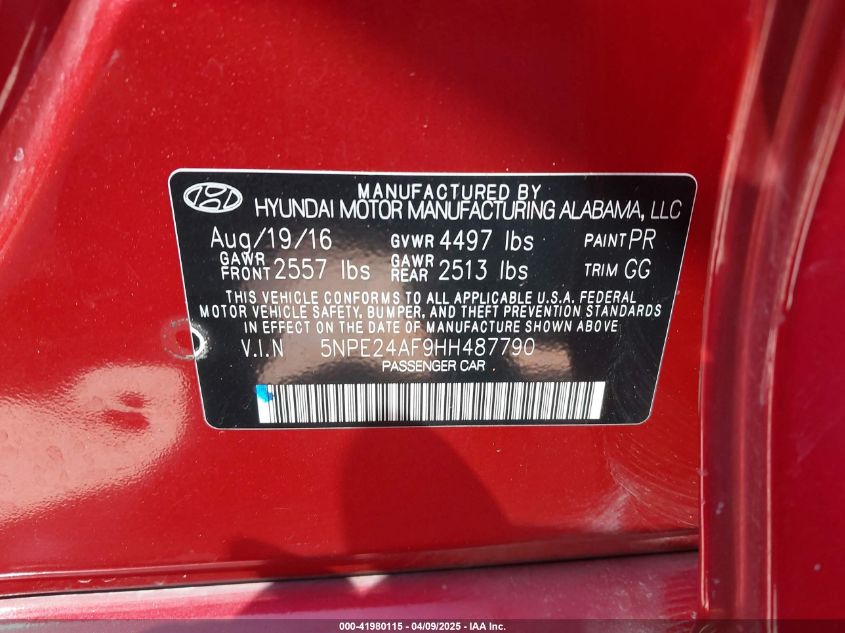 MANUFACTURED BY
HYUNDAI MOTOR MANUFACTURING ALABAMA, LLC
Aug/19/16 GVWR 4497 lbs PAINT PR
GAWR FRONT 2557 lbs GAWR REAR 2513 lbs TRIM GG
THIS VEHICLE CONFORMS TO ALL APPLICABLE U.S.A. FEDERAL
MOTOR VEHICLE SAFETY, BUMPER, AND THEFT PREVENTION STANDARDS
IN EFFECT ON THE DATE OF MANUFACTURE SHOWN ABOVE.
V.I.N 5NPE24AF9HH487790
PASSENGER CAR
000-41980115 - 04/09/2025 - IAA Inc.